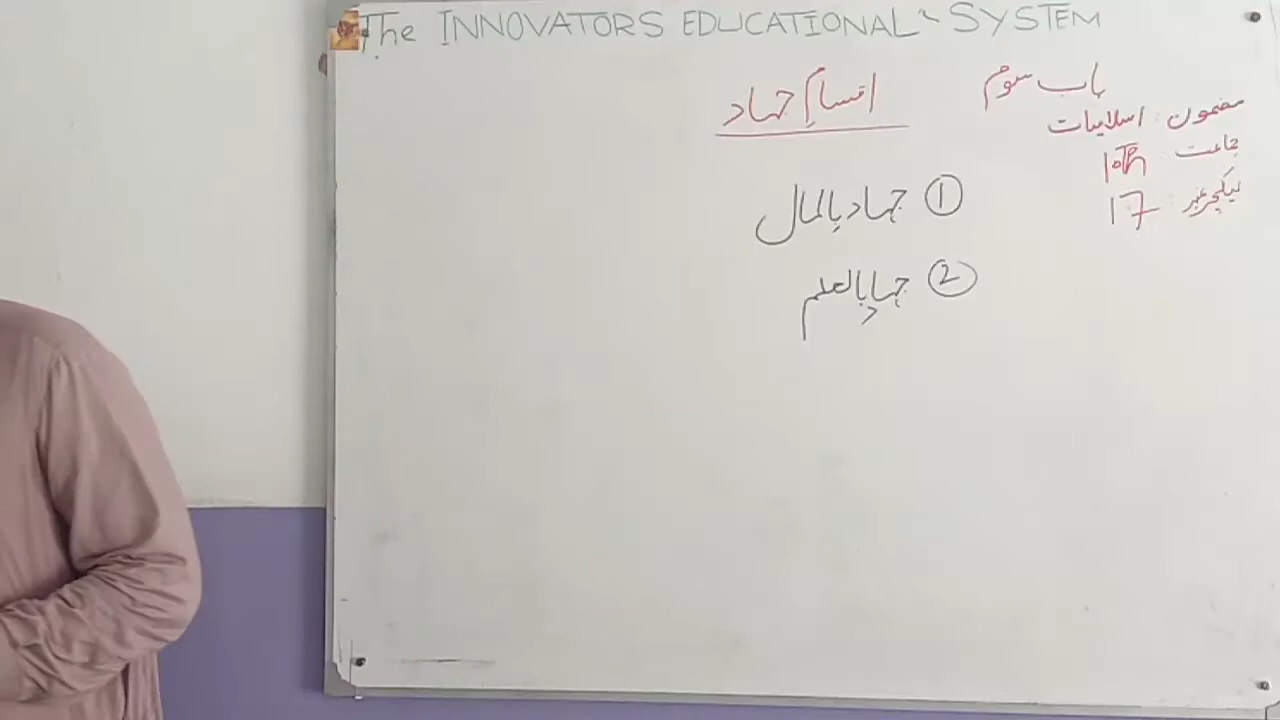 The INNOVATORS EDUCATIONAL SYSTEM
باب سوم
اقسامِ جہاد
مضمون : اسلامیات
جماعت 10th
لیکچر نمبر 17
① جہاد بِالمال
② جہاد بالعلم